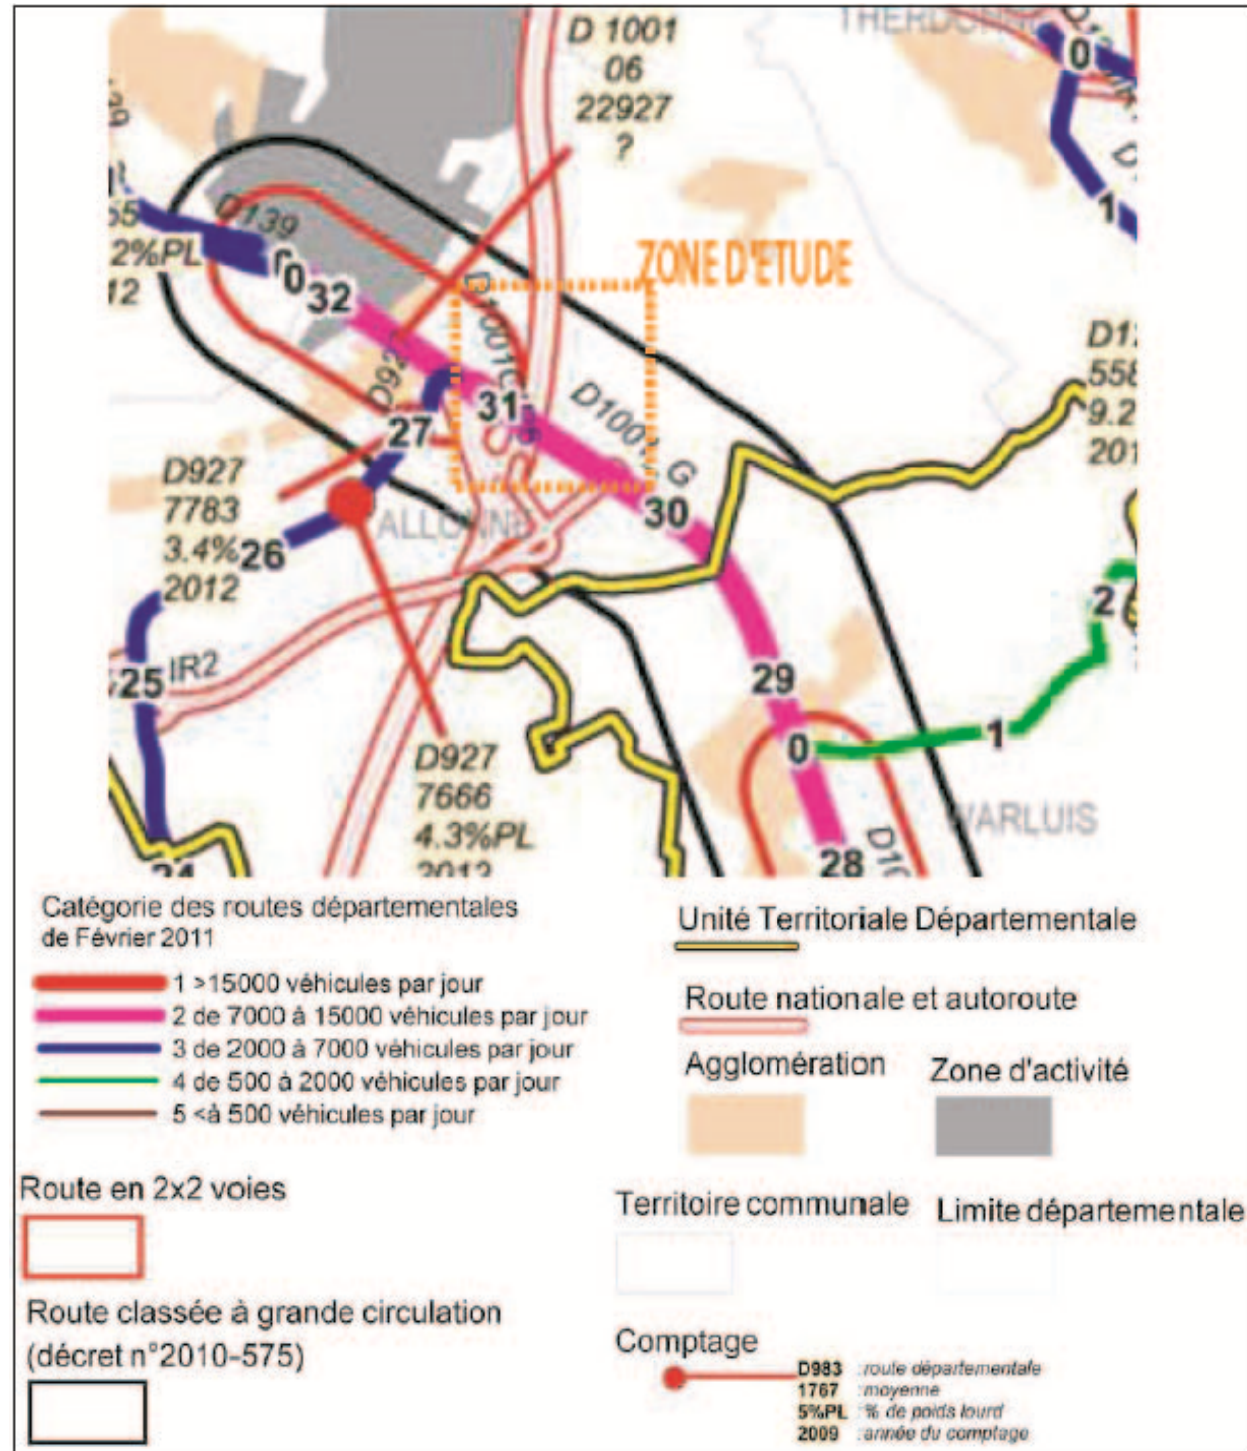 D 1001
06
22927
?
THERDONNE
0
1
D139
2%PL
12
0
32
ZONE D'ETUDE
D927
D1001G
31
27
D1001 G
30
D927
7783
3.4%
2012
26
ALLONNE
9.2
2
25
IR2
29
0
1
D927
7666
4.3%PL
2012
WARLUIS
28
24
Catégorie des routes départementales
de Février 2011
1 >15000 véhicules par jour
2 de 7000 à 15000 véhicules par jour
3 de 2000 à 7000 véhicules par jour
4 de 500 à 2000 véhicules par jour
5 <à 500 véhicules par jour
Unité Territoriale Départementale
Route nationale et autoroute
Agglomération
Zone d'activité
Route en 2x2 voies
Territoire communale
Limite départementale
Route classée à grande circulation
(décret n°2010-575)
Comptage
D983 :route départementale
1767 :moyenne
5%PL :% de poids lourd
2009 :année du comptage